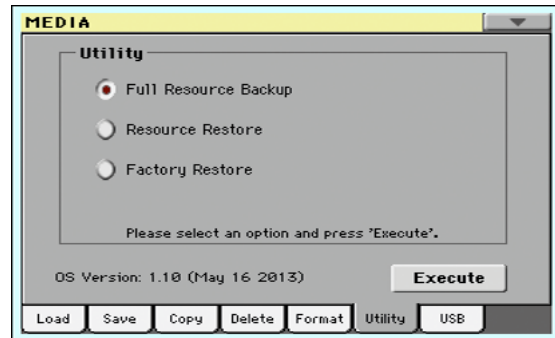 MEDIA
Utility
Full Resource Backup
Resource Restore
Factory Restore
Please select an option and press 'Execute'.
OS Version: 1.10 (May 16 2013)
Execute
Load Save Copy Delete Format Utility USB